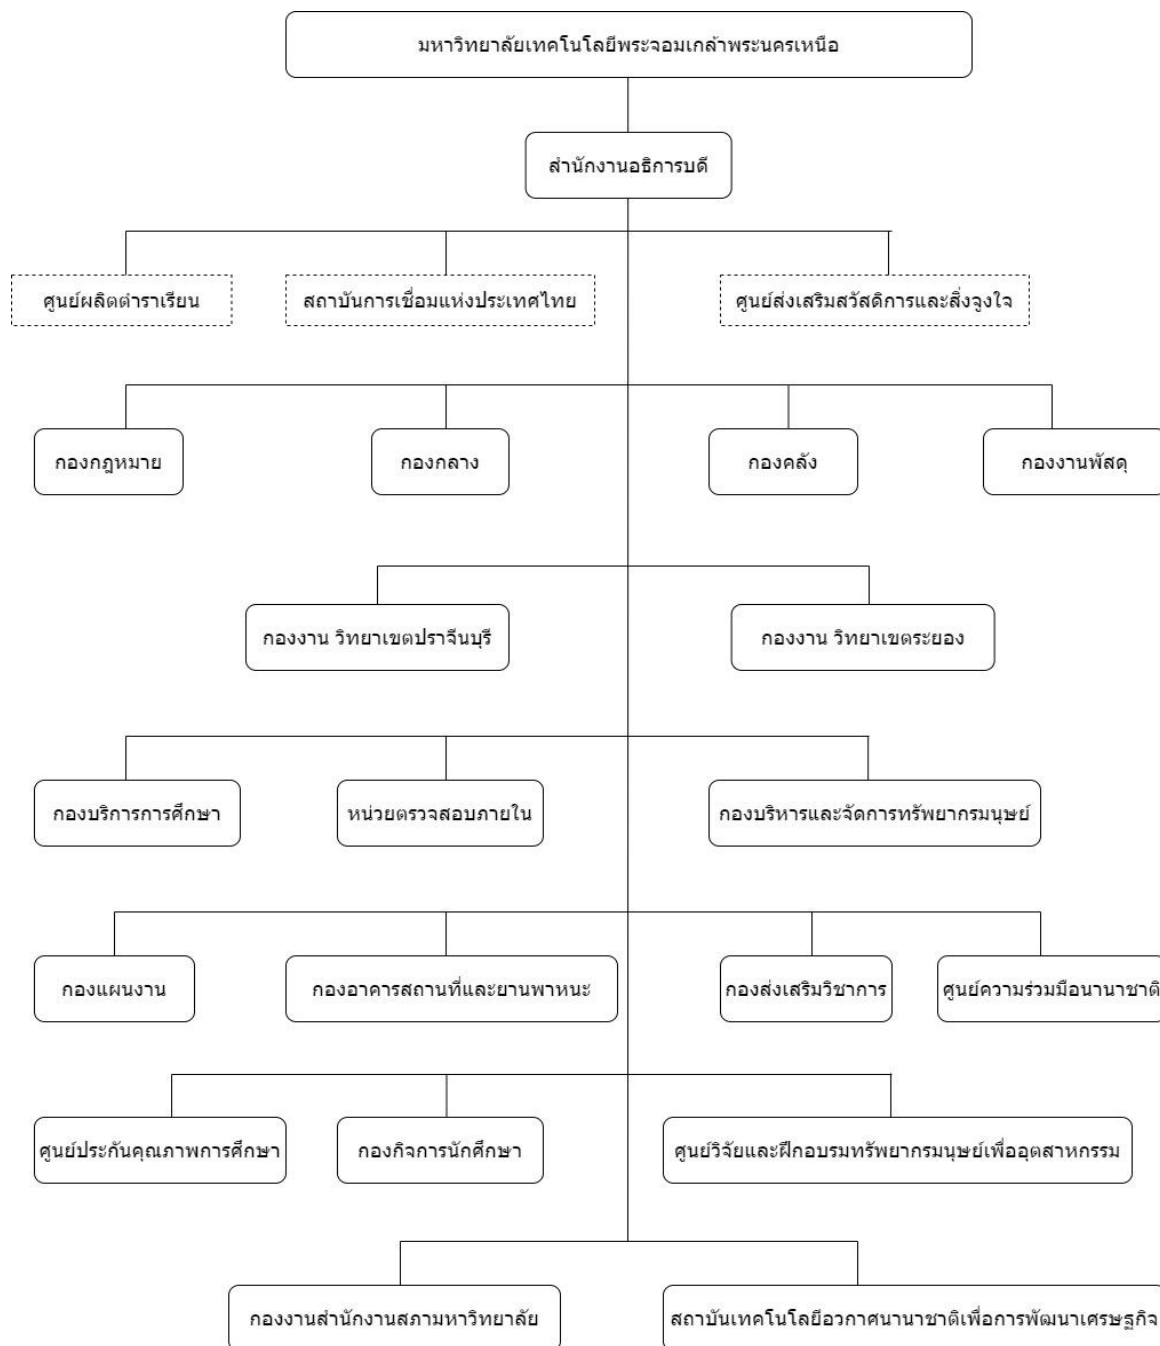 มหาวิทยาลัยเทคโนโลยีพระจอมเกล้าพระนครเหนือ
สำนักงานอธิการบดี
ศูนย์ผลิตตำราเรียน
สถาบันการเชื่อมแห่งประเทศไทย
ศูนย์ส่งเสริมสวัสดิการและสิ่งจูงใจ
กองกฎหมาย
กองกลาง
กองคลัง
กองงานพัสดุ
กองงาน วิทยาเขตปราจีนบุรี
กองงาน วิทยาเขตระยอง
กองบริการการศึกษา
หน่วยตรวจสอบภายใน
กองบริหารและจัดการทรัพยากรมนุษย์
กองแผนงาน
กองอาคารสถานที่และยานพาหนะ
กองส่งเสริมวิชาการ
ศูนย์ความร่วมมือนานาชาติ
ศูนย์ประกันคุณภาพการศึกษา
กองกิจการนักศึกษา
ศูนย์วิจัยและฝึกอบรมทรัพยากรมนุษย์เพื่ออุตสาหกรรม
กองงานสำนักงานสภามหาวิทยาลัย
สถาบันเทคโนโลยีอวกาศนานาชาติเพื่อการพัฒนาเศรษฐกิจ